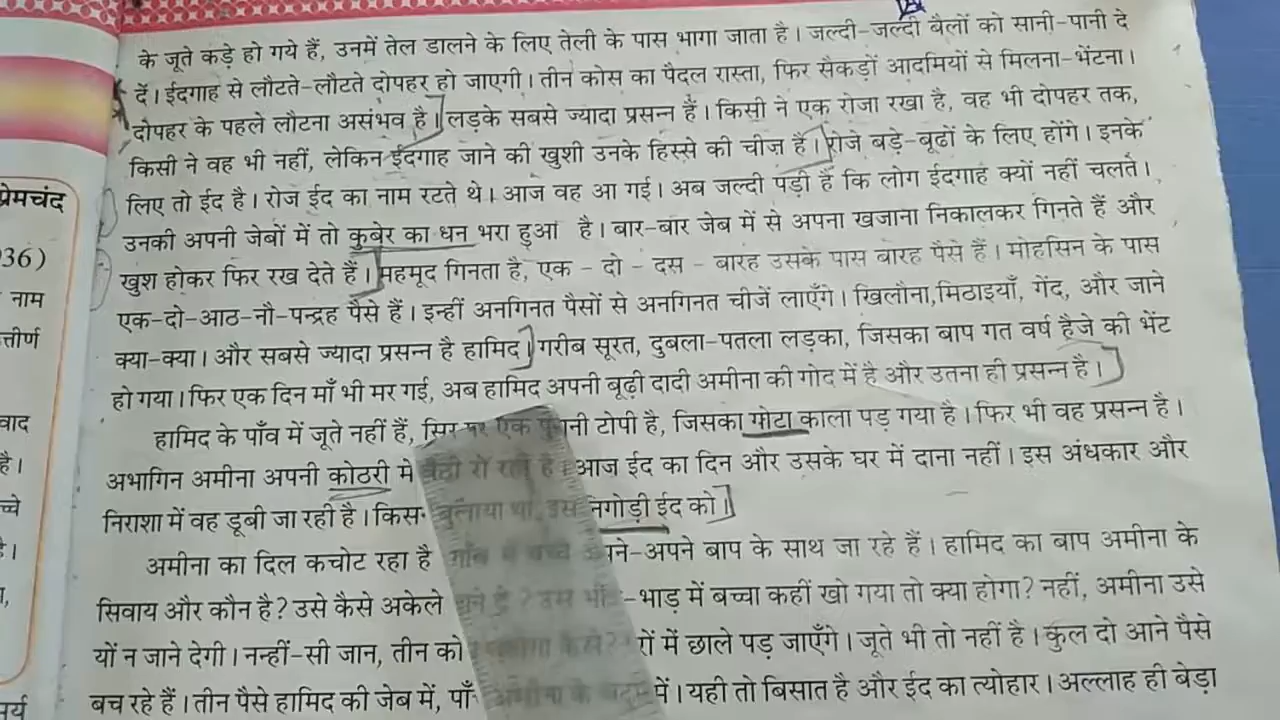 के जूते कड़े हो गये हैं, उनमें तेल डालने के लिए तेली के पास भागा जाता है। जल्दी-जल्दी बैलों को सानी-पानी दे
दें। ईदगाह से लौटते-लौटते दोपहर हो जाएगी। तीन कोस का पैदल रास्ता, फिर सैकड़ों आदमियों से मिलना-भेंटना।
दोपहर के पहले लौटना असंभव है। लड़के सबसे ज्यादा प्रसन्न हैं। किसी ने एक रोजा रखा है, वह भी दोपहर तक,
किसी ने वह भी नहीं, लेकिन ईदगाह जाने की खुशी उनके हिस्से की चीज है। रोजे बड़े-बूढों के लिए होंगे। इनके
लिए तो ईद है। रोज ईद का नाम रटते थे। आज वह आ गई। अब जल्दी पड़ी है कि लोग ईदगाह क्यों नहीं चलते।
उनकी अपनी जेबों में तो कुबेर का धन भरा हुआ है। बार-बार जेब में से अपना खजाना निकालकर गिनते हैं और
खुश होकर फिर रख देते हैं। महमूद गिनता है, एक - दो - दस - बारह उसके पास बारह पैसे हैं। मोहसिन के पास
एक-दो-आठ-नौ-पन्द्रह पैसे हैं। इन्हीं अनगिनत पैसों से अनगिनत चीजें लाएँगे। खिलौना,मिठाइयाँ, गेंद, और जाने
क्या-क्या। और सबसे ज्यादा प्रसन्न है हामिद। गरीब सूरत, दुबला-पतला लड़का, जिसका बाप गत वर्ष हैजे की भेंट
हो गया। फिर एक दिन माँ भी मर गई, अब हामिद अपनी बूढ़ी दादी अमीना की गोद में है और उतना ही प्रसन्न है।
हामिद के पाँव में जूते नहीं हैं, सिर पर एक पुरानी टोपी है, जिसका गोटा काला पड़ गया है। फिर भी वह प्रसन्न है।
अभागिन अमीना अपनी कोठरी मे आज ईद का दिन और उसके घर में दाना नहीं। इस अंधकार और
निराशा में वह डूबी जा रही है। निगोड़ी ईद को।
अमीना का दिल कचोट रहा है अपने-अपने बाप के साथ जा रहे हैं। हामिद का बाप अमीना के
सिवाय और कौन है? उसे कैसे अकेले -भाड़ में बच्चा कहीं खो गया तो क्या होगा? नहीं, अमीना उसे
यों न जाने देगी। नन्हीं-सी जान, तीन में छाले पड़ जाएँगे। जूते भी तो नहीं है। कुल दो आने पैसे
बच रहे हैं। तीन पैसे हामिद की जेब में, में। यही तो बिसात है और ईद का त्योहार। अल्लाह ही बेड़ा
प्रेमचंद
36)
नाम
वाद
है।